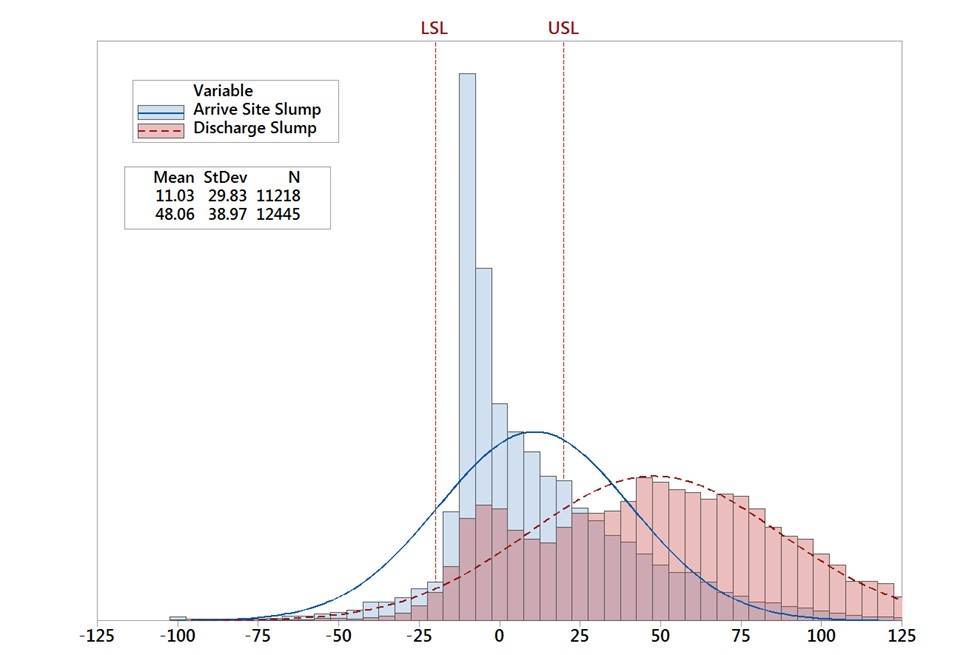 LSL USL
Variable
Arrive Site Slump
Discharge Slump
Mean StDev N
11.03 29.83 11218
48.06 38.97 12445
-125 -100 -75 -50 -25 0 25 50 75 100 125